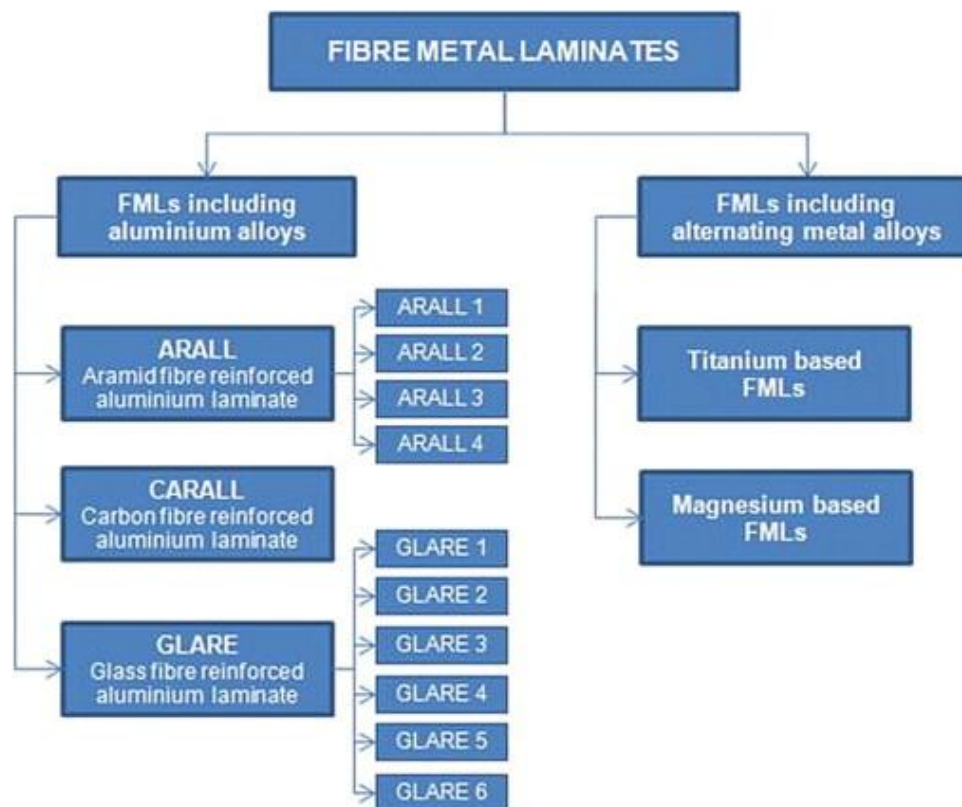 FIBRE METAL LAMINATES
FMLs including
aluminium alloys
FMLs including
alternating metal alloys
ARALL
Aramid fibre reinforced
aluminium laminate
ARALL 1
ARALL 2
ARALL 3
ARALL 4
CARALL
Carbon fibre reinforced
aluminium laminate
GLARE
Glass fibre reinforced
aluminium laminate
GLARE 1
GLARE 2
GLARE 3
GLARE 4
GLARE 5
GLARE 6
Titanium based
FMLs
Magnesium based
FMLs